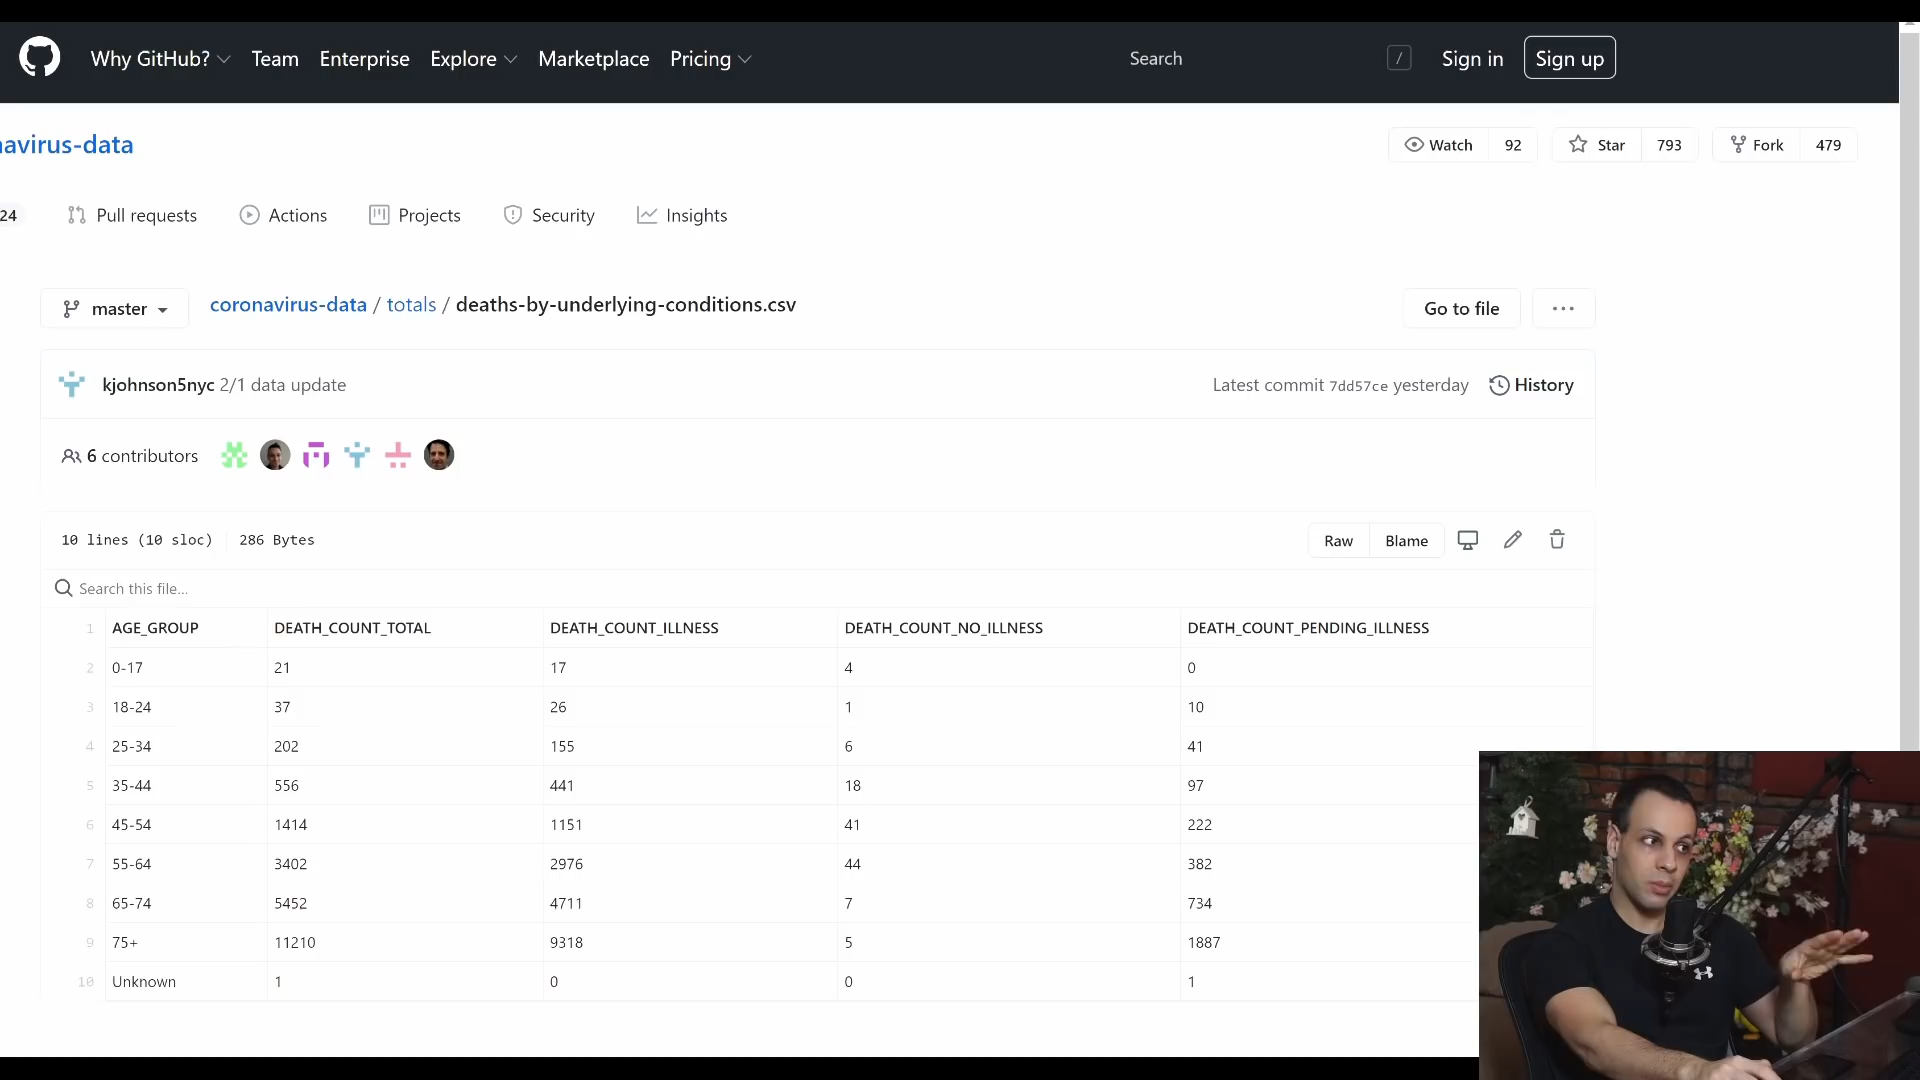 Why GitHub? Team Enterprise Explore Marketplace Pricing Search / Sign in Sign up
navirus-data Watch 92 Star 793 Fork 479
24 Pull requests Actions Projects Security Insights
master coronavirus-data / totals / deaths-by-underlying-conditions.csv Go to file ...
kjohnson5nyc 2/1 data update Latest commit 7dd57ce yesterday History
6 contributors
10 lines (10 sloc) 286 Bytes Raw Blame
Search this file...
1 AGE_GROUP DEATH_COUNT_TOTAL DEATH_COUNT_ILLNESS DEATH_COUNT_NO_ILLNESS DEATH_COUNT_PENDING_ILLNESS
2 0-17 21 17 4 0
3 18-24 37 26 1 10
4 25-34 202 155 6 41
5 35-44 556 441 18 97
6 45-54 1414 1151 41 222
7 55-64 3402 2976 44 382
8 65-74 5452 4711 7 734
9 75+ 11210 9318 5 1887
10 Unknown 1 0 0 1